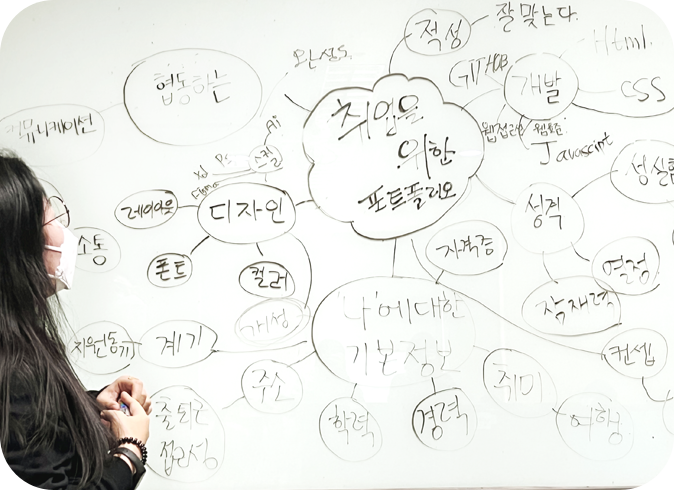 적성
잘맞는다.
완성도
협동하는
커뮤니케이션
취업을
위한
포트폴리오
GITHUB
개발
Html.
CSS
웹접근성
웹표준
Javascript
Ai
Ps
Xd
Figma
스킬
레이아웃
디자인
폰트
컬러
소통
성격
성실함
열정
잠재력
자격증
개성
'나'에대한
기본정보
지원동기
계기
주소
출퇴근
접근성
학력
경력
취미
여행
컨셉